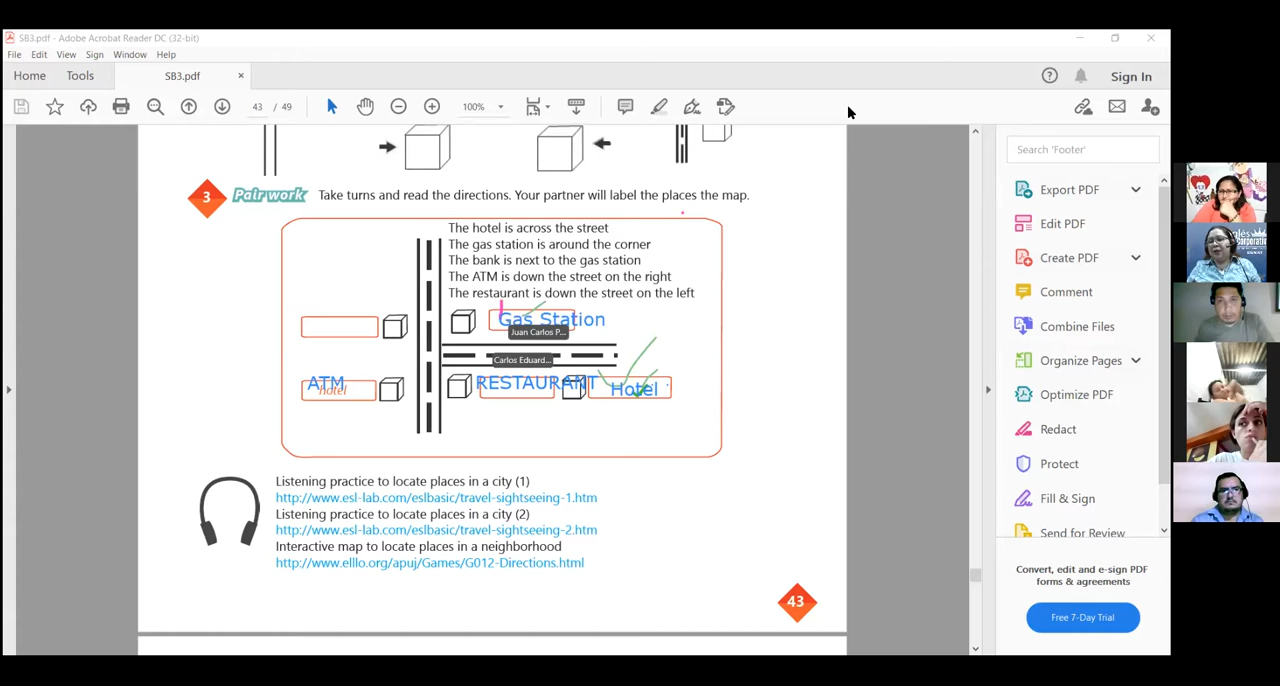 SB3.pdf - Adobe Acrobat Reader DC (32-bit)
File Edit View Sign Window Help
Home Tools SB3.pdf × Sign In
43 / 49 100%
Search 'Footer'
3 Pair work Take turns and read the directions. Your partner will label the places the map.
The hotel is across the street
The gas station is around the corner
The bank is next to the gas station
The ATM is down the street on the right
The restaurant is down the street on the left
Gas Station
Juan Carlos P...
Carlos Eduard...
ATM
hotel
RESTAURANT
Hotel
Listening practice to locate places in a city (1)
http://www.esl-lab.com/eslbasic/travel-sightseeing-1.htm
Listening practice to locate places in a city (2)
http://www.esl-lab.com/eslbasic/travel-sightseeing-2.htm
Interactive map to locate places in a neighborhood
http://www.elllo.org/apuj/Games/G012-Directions.html
43
Export PDF
Edit PDF
Create PDF
Comment
Combine Files
Organize Pages
Optimize PDF
Redact
Protect
Fill & Sign
Send for Review
Convert, edit and e-sign PDF
forms & agreements
Free 7-Day Trial